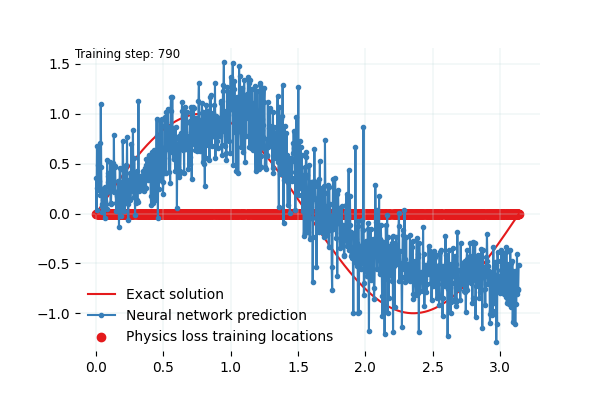 Training step: 790
1.5
1.0
0.5
0.0
−0.5
−1.0
Exact solution
Neural network prediction
Physics loss training locations
0.0 0.5 1.0 1.5 2.0 2.5 3.0